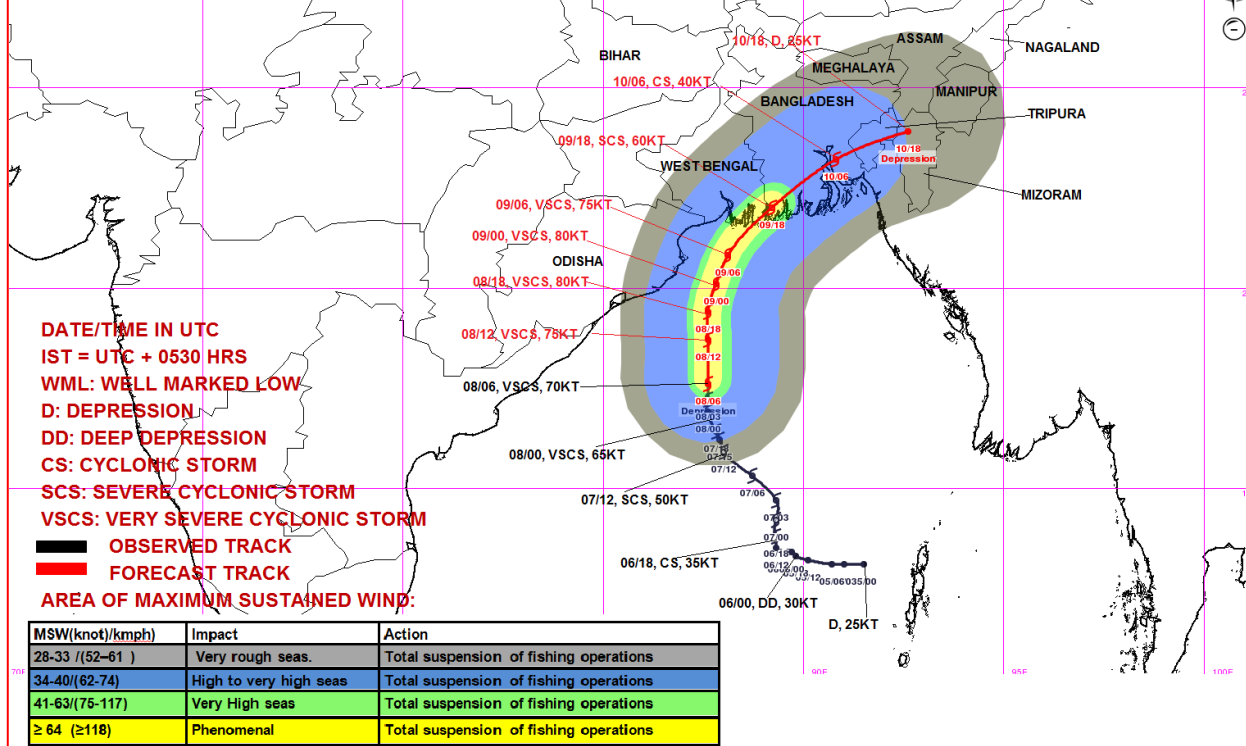 10/18, D, 25KT
ASSAM
NAGALAND
BIHAR
MEGHALAYA
10/06, CS, 40KT
MANIPUR
BANGLADESH
TRIPURA
09/18, SCS, 60KT
10/18
Depression
WEST BENGAL
10/06
MIZORAM
09/06, VSCS, 75KT
09/18
09/00, VSCS, 80KT
ODISHA
09/06
08/18, VSCS, 80KT
09/00
DATE/TIME IN UTC
08/18
08/12, VSCS, 75KT
IST = UTC + 0530 HRS
08/12
WML: WELL MARKED LOW
08/06, VSCS, 70KT
08/06
D: DEPRESSION
Depression
08/03
08/00
DD: DEEP DEPRESSION
08/00, VSCS, 65KT
CS: CYCLONIC STORM
07/12
SCS: SEVERE CYCLONIC STORM
07/12, SCS, 50KT
07/06
VSCS: VERY SEVERE CYCLONIC STORM
07/03
07/00
OBSERVED TRACK
06/18, CS, 35KT
06/18
06/12
FORECAST TRACK
05/06
AREA OF MAXIMUM SUSTAINED WIND:
06/00, DD, 30KT
D, 25KT
MSW(knot)/kmph) Impact Action
28-33 /(52–61 ) Very rough seas. Total suspension of fishing operations
34-40/(62-74) High to very high seas Total suspension of fishing operations
41-63/(75-117) Very High seas Total suspension of fishing operations
≥ 64 (≥118) Phenomenal Total suspension of fishing operations
90E
100E